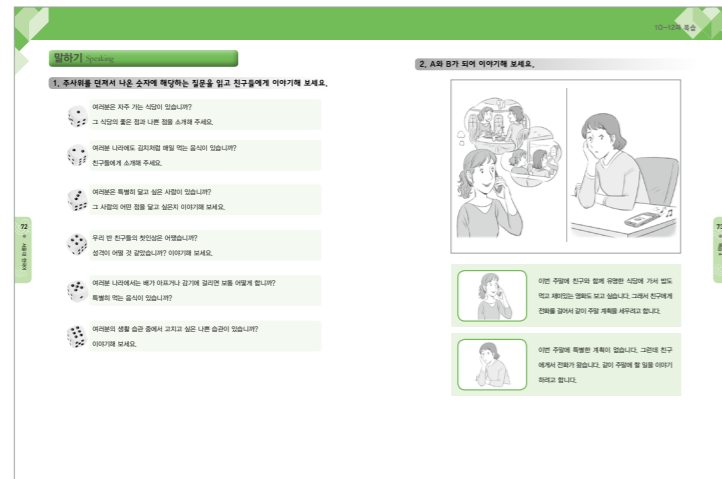 말하기 Speaking
1. 주사위를 던져서 나온 숫자에 해당하는 질문을 읽고 친구들에게 이야기해 보세요.
여러분은 자주 가는 식당이 있습니까?
그 식당의 좋은 점과 나쁜 점을 소개해 주세요.
여러분 나라에도 김치처럼 매일 먹는 음식이 있습니까?
친구들에게 소개해 주세요.
여러분은 특별히 닮고 싶은 사람이 있습니까?
그 사람의 어떤 점을 닮고 싶은지 이야기해 보세요.
우리 반 친구들의 첫인상은 어땠습니까?
성격이 어떨 것 같았습니까? 이야기해 보세요.
여러분 나라에서는 배가 아프거나 감기에 걸리면 보통 어떻게 합니까?
특별히 먹는 음식이 있습니까?
여러분의 생활 습관 중에서 고치고 싶은 나쁜 습관이 있습니까?
이야기해 보세요.
72
10-12과 복습
2. A와 B가 되어 이야기해 보세요.
이번 주말에 친구와 함께 유명한 식당에 가서 밥도
먹고 재미있는 영화도 보고 싶습니다. 그래서 친구에게
전화를 걸어서 같이 주말 계획을 세우려고 합니다.
이번 주말에 특별한 계획이 없습니다. 그런데 친구
에게서 전화가 왔습니다. 같이 주말에 할 일을 이야기
하려고 합니다.
73